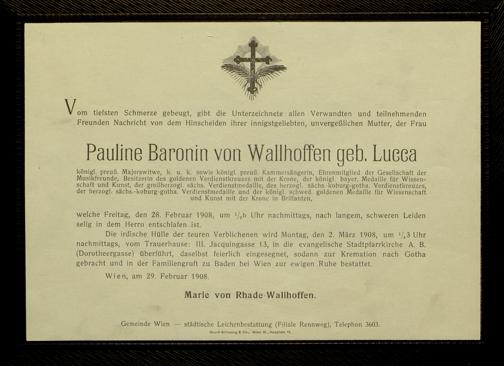 Vom tiefsten Schmerze gebeugt, gibt die Unterzeichnete allen Verwandten und teilnehmenden
Freunden Nachricht von dem Hinscheiden ihrer innigstgeliebten, unvergeßlichen Mutter, der Frau
Pauline Baronin von Wallhoffen geb. Lucca
königl. preuß. Majorswitwe, k. u. k. sowie königl. preuß. Kammersängerin, Ehrenmitglied der Gesellschaft der
Musikfreunde, Besitzerin des goldenen Verdienstkreuzes mit der Krone, der königl. bayer. Medaille für Wissen-
schaft und Kunst, der großherzogl. sächs. Verdienstmedaille, des herzogl. sächs.-koburg-gotha. Verdienstkreuzes,
der herzogl. sächs.-koburg-gotha. Verdienstmedaille und der königl. schwed. goldenen Medaille für Wissenschaft
und Kunst mit der Krone in Brillanten,
welche Freitag, den 28. Februar 1908, um Uhr nachmittags, nach langem, schweren Leiden
selig in dem Herrn entschlafen ist.
Die irdische Hülle der teuren Verblichenen wird Montag, den 2. März 1908, um 1/23 Uhr
nachmittags, vom Trauerhause: III. Jacquingasse 13, in die evangelische Stadtpfarrkirche A. B.
(Dorotheergasse) überführt, daselbst feierlich eingesegnet, sodann zur Kremation nach Gotha
gebracht und in der Familiengruft zu Baden bei Wien zur ewigen Ruhe bestattet.
Wien, am 29. Februar 1908.
Marie von Rhade-Wallhoffen.
Gemeinde Wien — städtische Leichenbestattung (Filiale Rennweg), Telephon 3603.